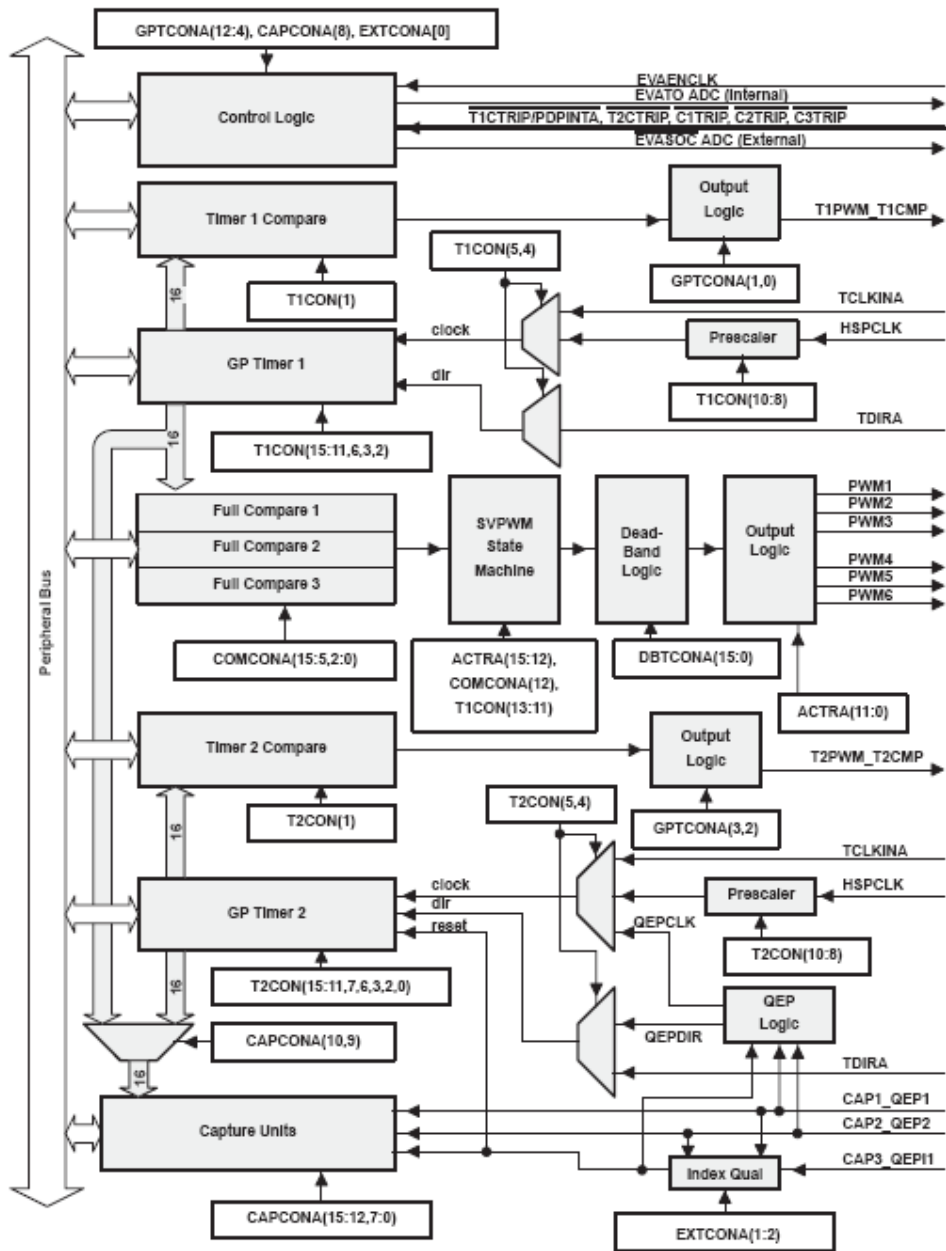 GPTCONA(12:4), CAPCONA(8), EXTCONA[0]
Control Logic
EVAENCLK
EVATO ADC (Internal)
T1CTRIP/PDPINTA, T2CTRIP, C1TRIP, C2TRIP, C3TRIP
EVASOC ADC (External)
Timer 1 Compare
Output
Logic
T1PWM_T1CMP
T1CON(5,4)
GPTCONA(1,0)
16
T1CON(1)
TCLKINA
clock
Prescaler
HSPCLK
GP Timer 1
dir
T1CON(10:8)
TDIRA
16
T1CON(15:11,6,3,2)
Full Compare 1
Full Compare 2
Full Compare 3
SVPWM
State
Machine
Dead-
Band
Logic
Output
Logic
PWM1
PWM2
PWM3
PWM4
PWM5
PWM6
Peripheral Bus
COMCONA(15:5,2:0)
ACTRA(15:12),
COMCONA(12),
T1CON(13:11)
DBTCONA(15:0)
ACTRA(11:0)
Timer 2 Compare
Output
Logic
T2PWM_T2CMP
T2CON(5,4)
GPTCONA(3,2)
16
T2CON(1)
TCLKINA
clock
Prescaler
HSPCLK
GP Timer 2
dir
reset
QEPCLK
T2CON(10:8)
16
T2CON(15:11,7,6,3,2,0)
QEP
Logic
QEPDIR
CAPCONA(10,9)
TDIRA
16
Capture Units
CAP1_QEP1
CAP2_QEP2
Index Qual
CAP3_QEPI1
CAPCONA(15:12,7:0)
EXTCONA(1:2)